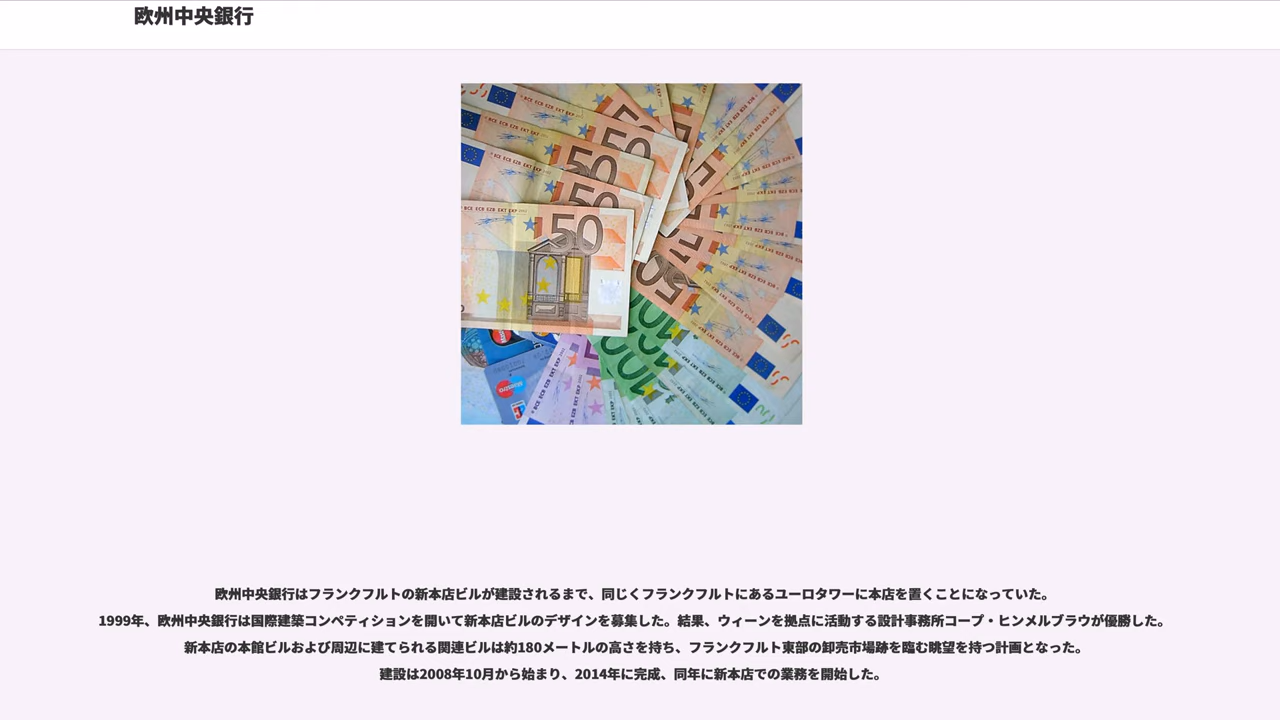 欧州中央銀行
50
50
50
50
BCE ECB EZB EKT EKP
100
欧州中央銀行はフランクフルトの新本店ビルが建設されるまで、同じくフランクフルトにあるユーロタワーに本店を置くことになっていた。
1999年、欧州中央銀行は国際建築コンペティションを開いて新本店ビルのデザインを募集した。結果、ウィーンを拠点に活動する設計事務所コープ・ヒンメルブラウが優勝した。
新本店の本館ビルおよび周辺に建てられる関連ビルは約180メートルの高さを持ち、フランクフルト東部の卸売市場跡を臨む眺望を持つ計画となった。
建設は2008年10月から始まり、2014年に完成、同年に新本店での業務を開始した。